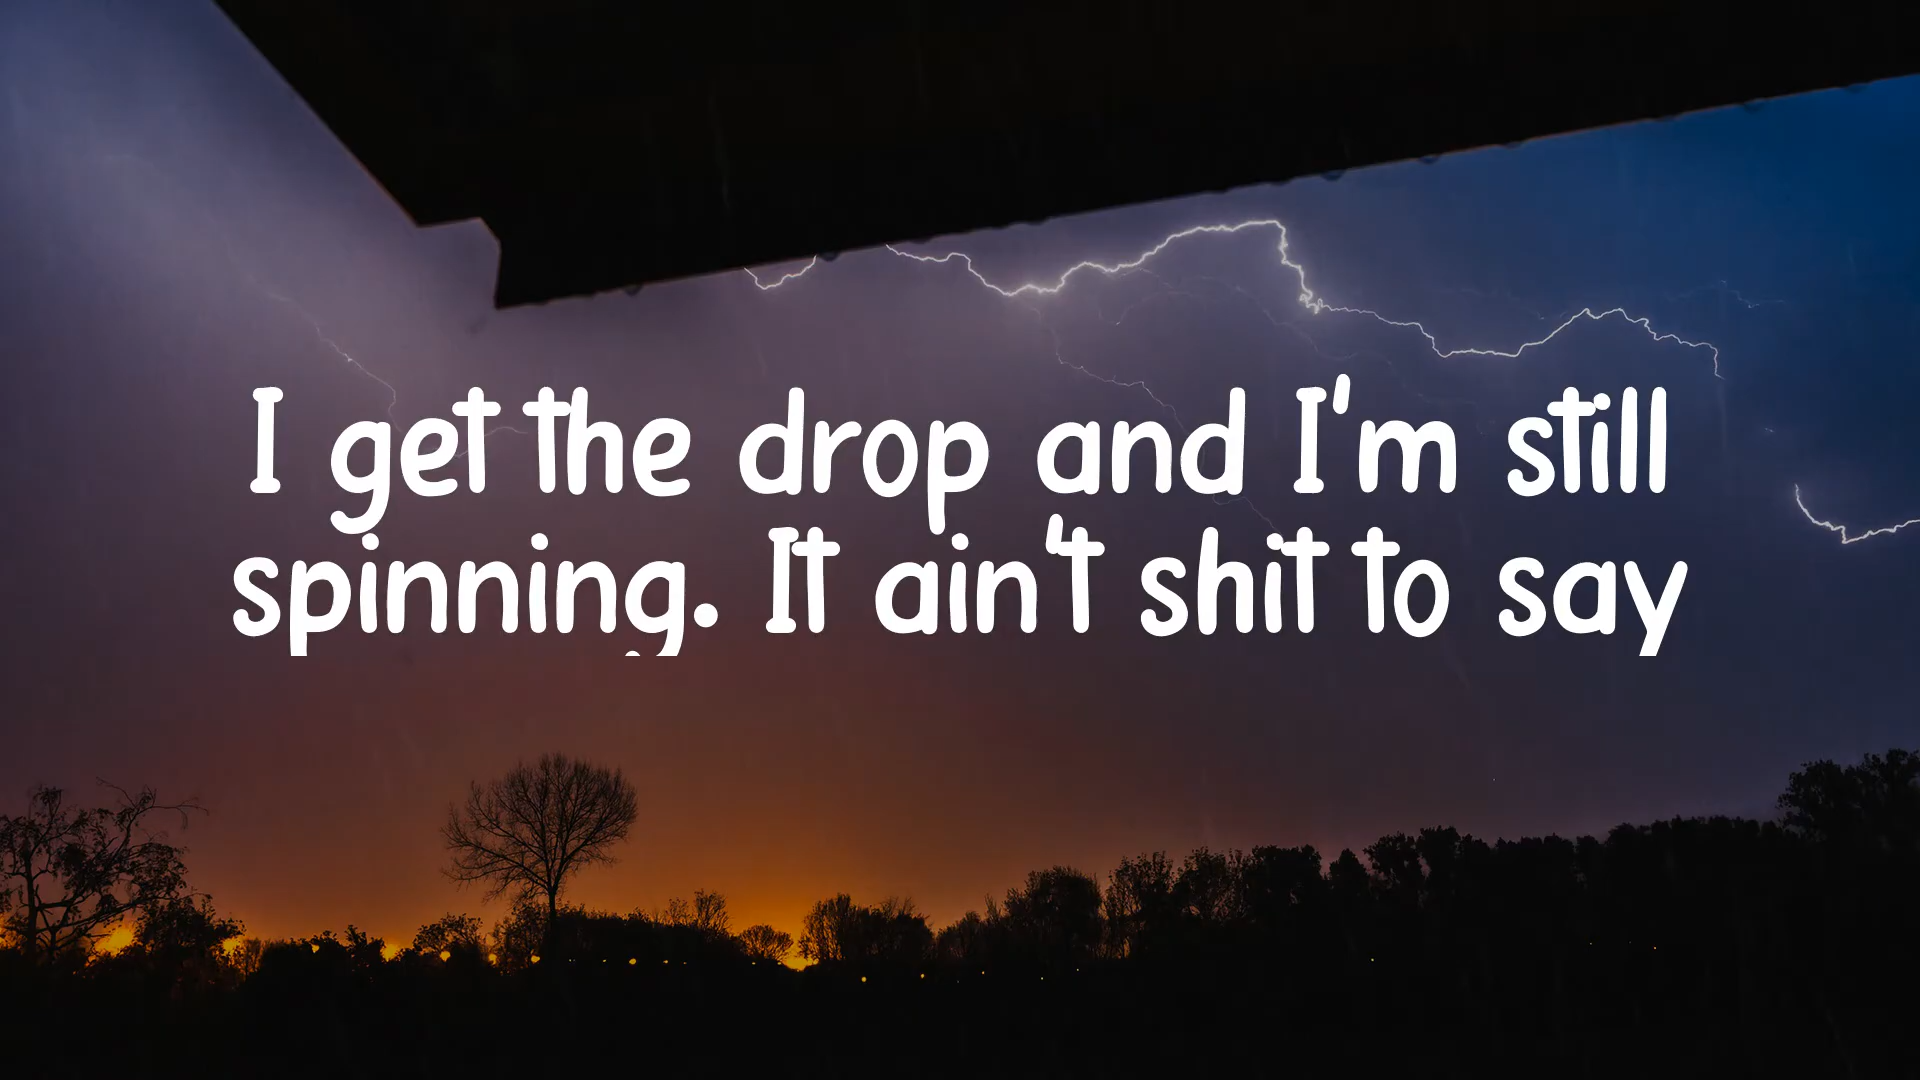 I get the drop and I'm still
spinning. It ain't shit to say